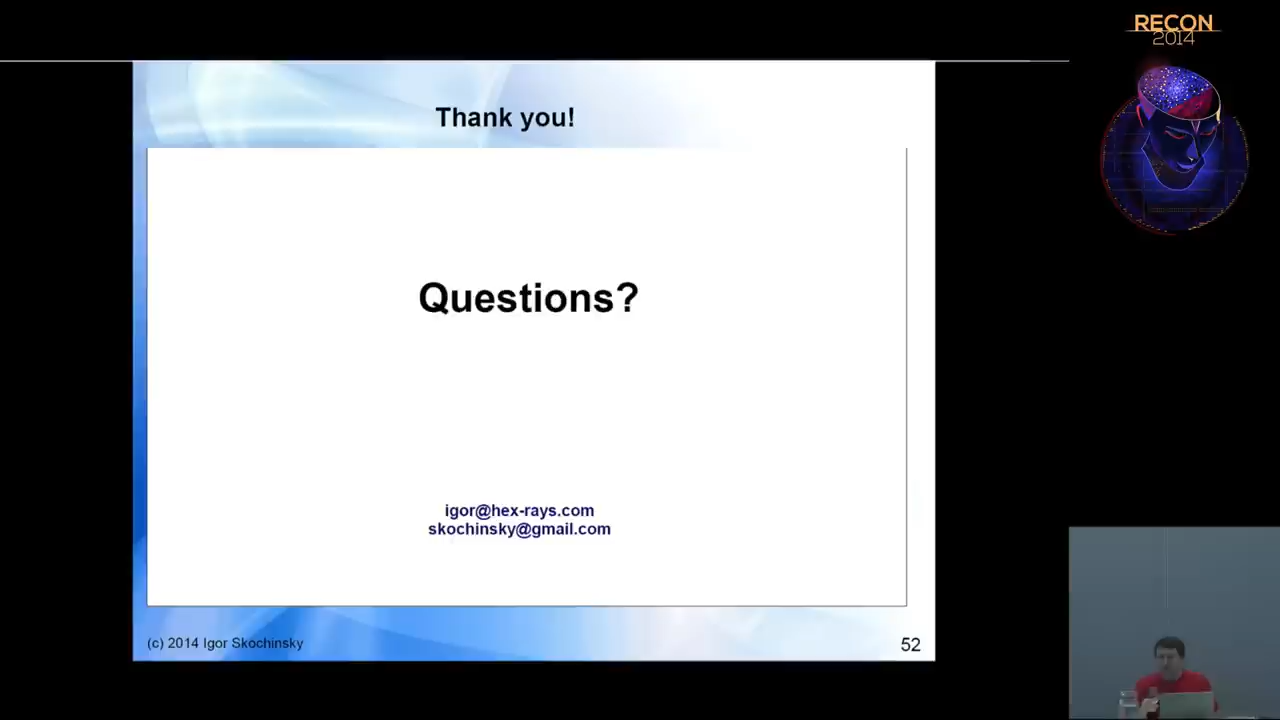 RECON
2014
Thank you!
Questions?
igor@hex-rays.com
skochinsky@gmail.com
(c) 2014 Igor Skochinsky
52